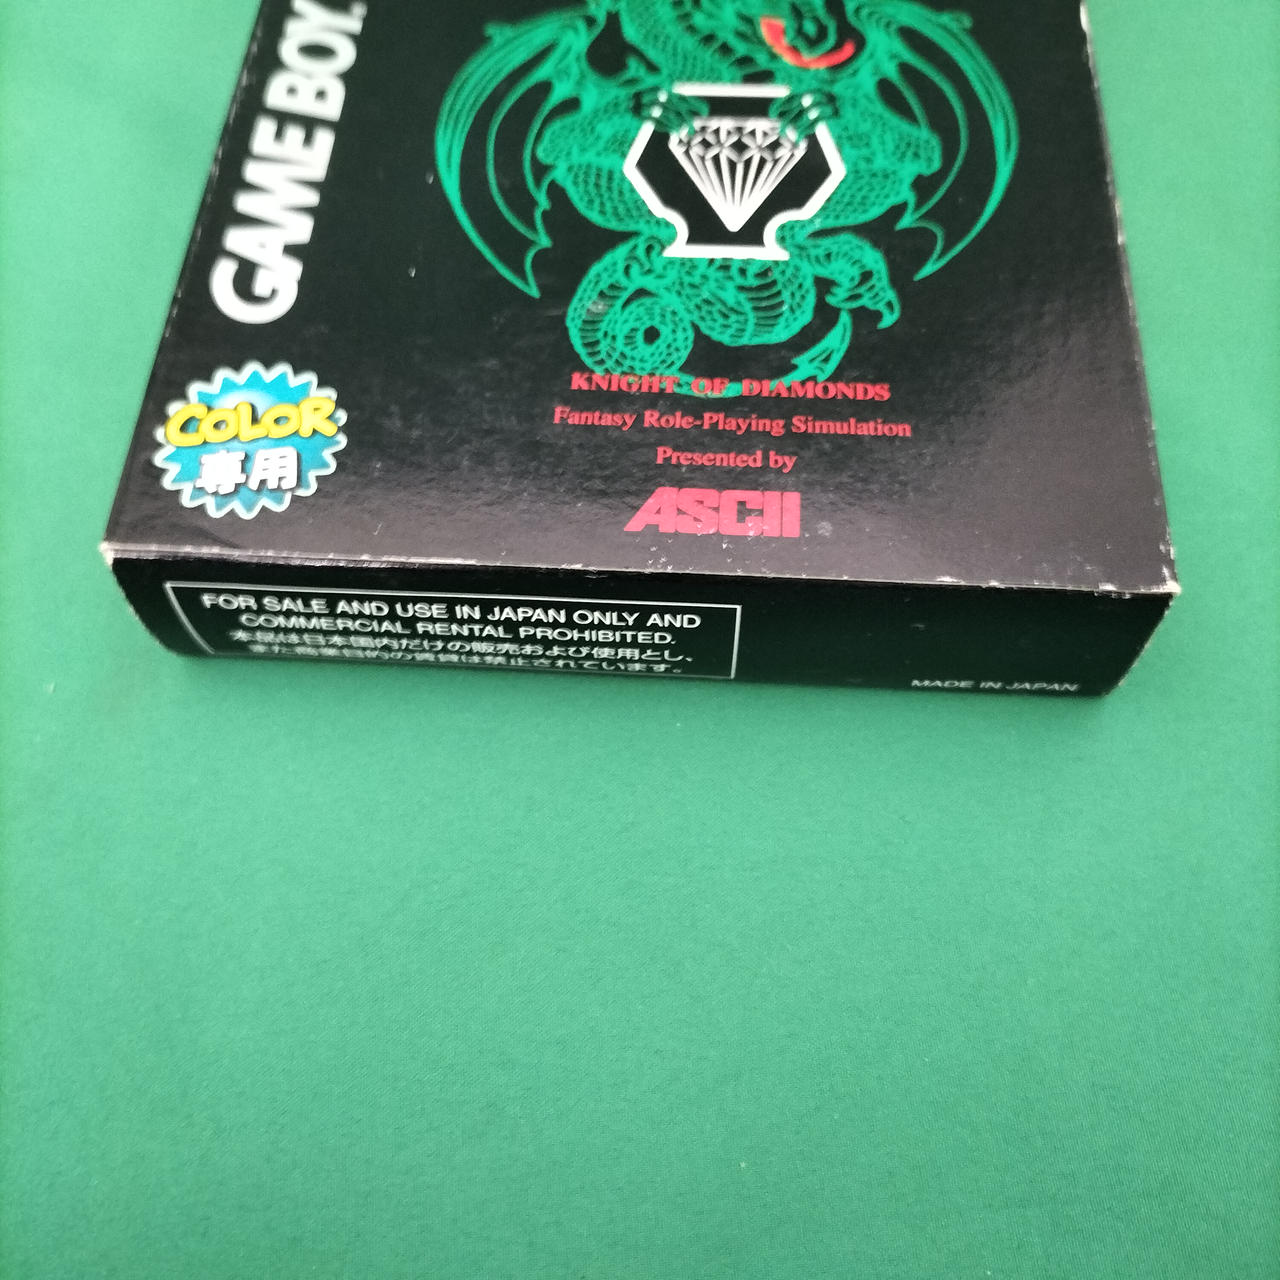 GAME BOY
COLOR
専用
KNIGHT OF DIAMONDS
Fantasy Role-Playing Simulation
Presented by
ASCII
FOR SALE AND USE IN JAPAN ONLY AND
COMMERCIAL RENTAL PROHIBITED.
本品は日本国内だけの販売および使用とし、
また商業目的の賃貸は禁止されています。
MADE IN JAPAN